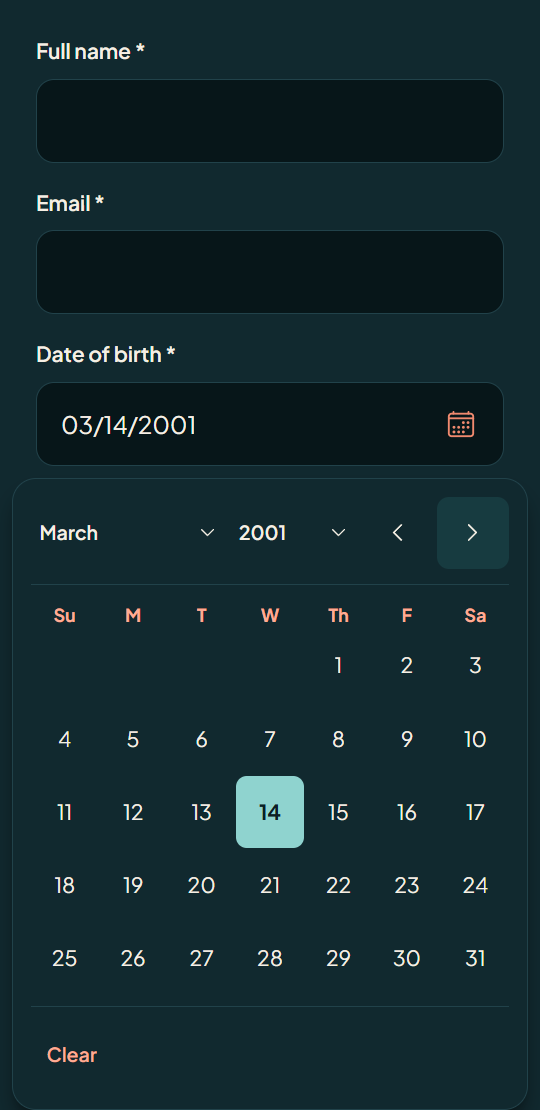 Full name *
Email *
Date of birth *
03/14/2001
March 2001
Su M T W Th F Sa
1 2 3
4 5 6 7 8 9 10
11 12 13 14 15 16 17
18 19 20 21 22 23 24
25 26 27 28 29 30 31
Clear